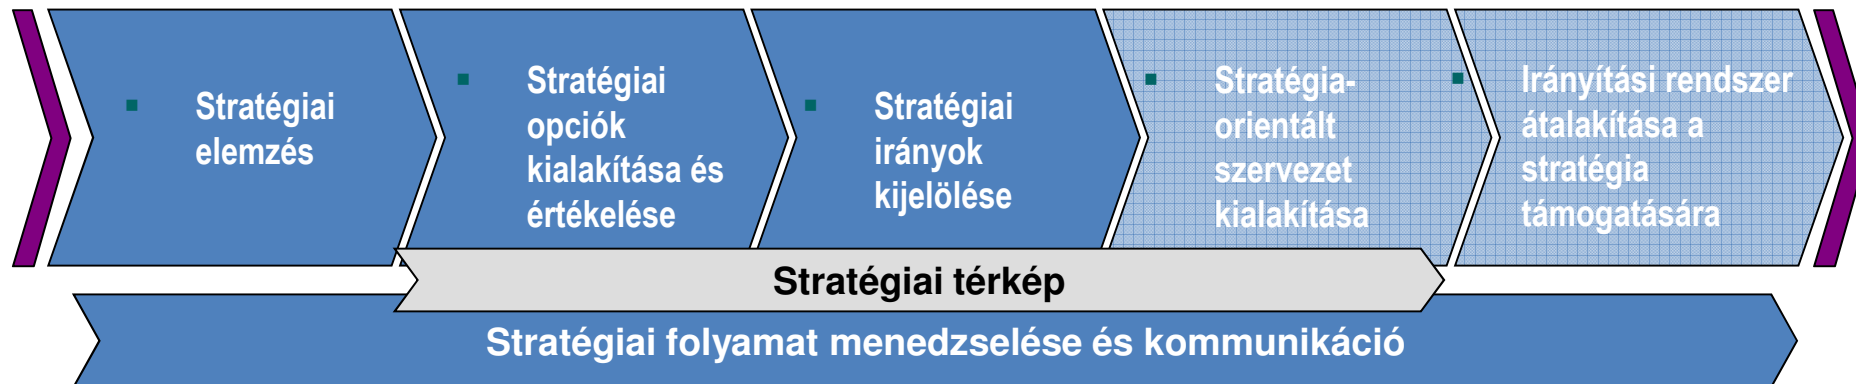 Stratégiai
elemzés
Stratégiai
opciók
kialakítása és
értékelése
Stratégiai
irányok
kijelölése
Stratégia-
orientált
szervezet
kialakítása
Irányítási rendszer
átalakítása a
stratégia
támogatására
Stratégiai térkép
Stratégiai folyamat menedzselése és kommunikáció